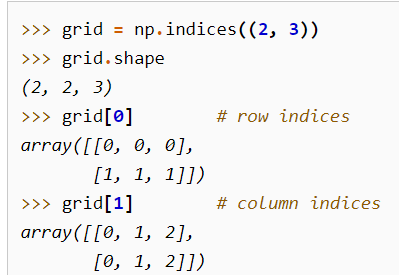 >>> grid = np.indices((2, 3))
>>> grid.shape
(2, 2, 3)
>>> grid[0]        # row indices
array([[0, 0, 0],
       [1, 1, 1]])
>>> grid[1]        # column indices
array([[0, 1, 2],
       [0, 1, 2]])